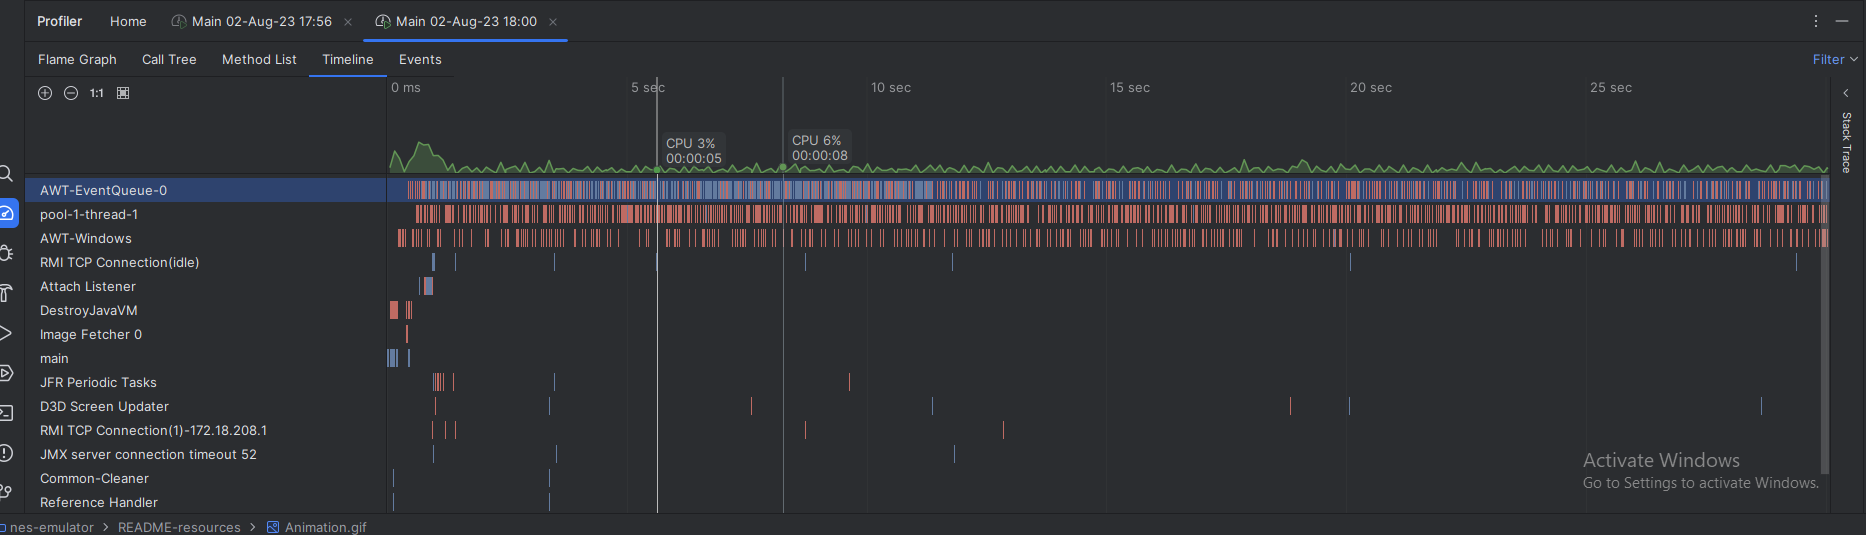 Profiler Home Main 02-Aug-23 17:56 Main 02-Aug-23 18:00
Flame Graph Call Tree Method List Timeline Events Filter
1:1 0 ms 5 sec 10 sec 15 sec 20 sec 25 sec
Stack Trace
CPU 3%
00:00:05
CPU 6%
00:00:08
AWT-EventQueue-0
pool-1-thread-1
AWT-Windows
RMI TCP Connection(idle)
Attach Listener
DestroyJavaVM
Image Fetcher 0
main
JFR Periodic Tasks
D3D Screen Updater
RMI TCP Connection(1)-172.18.208.1
JMX server connection timeout 52
Common-Cleaner
Reference Handler
Activate Windows
Go to Settings to activate Windows.
nes-emulator > README-resources > Animation.gif